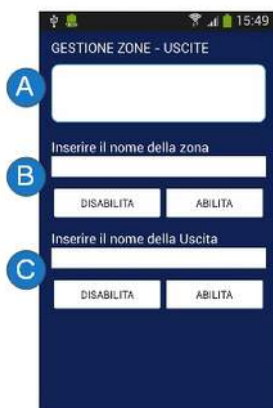 15:49
GESTIONE ZONE - USCITE
A
Inserire il nome della zona
B
DISABILITA ABILITA
Inserire il nome della Uscita
C
DISABILITA ABILITA